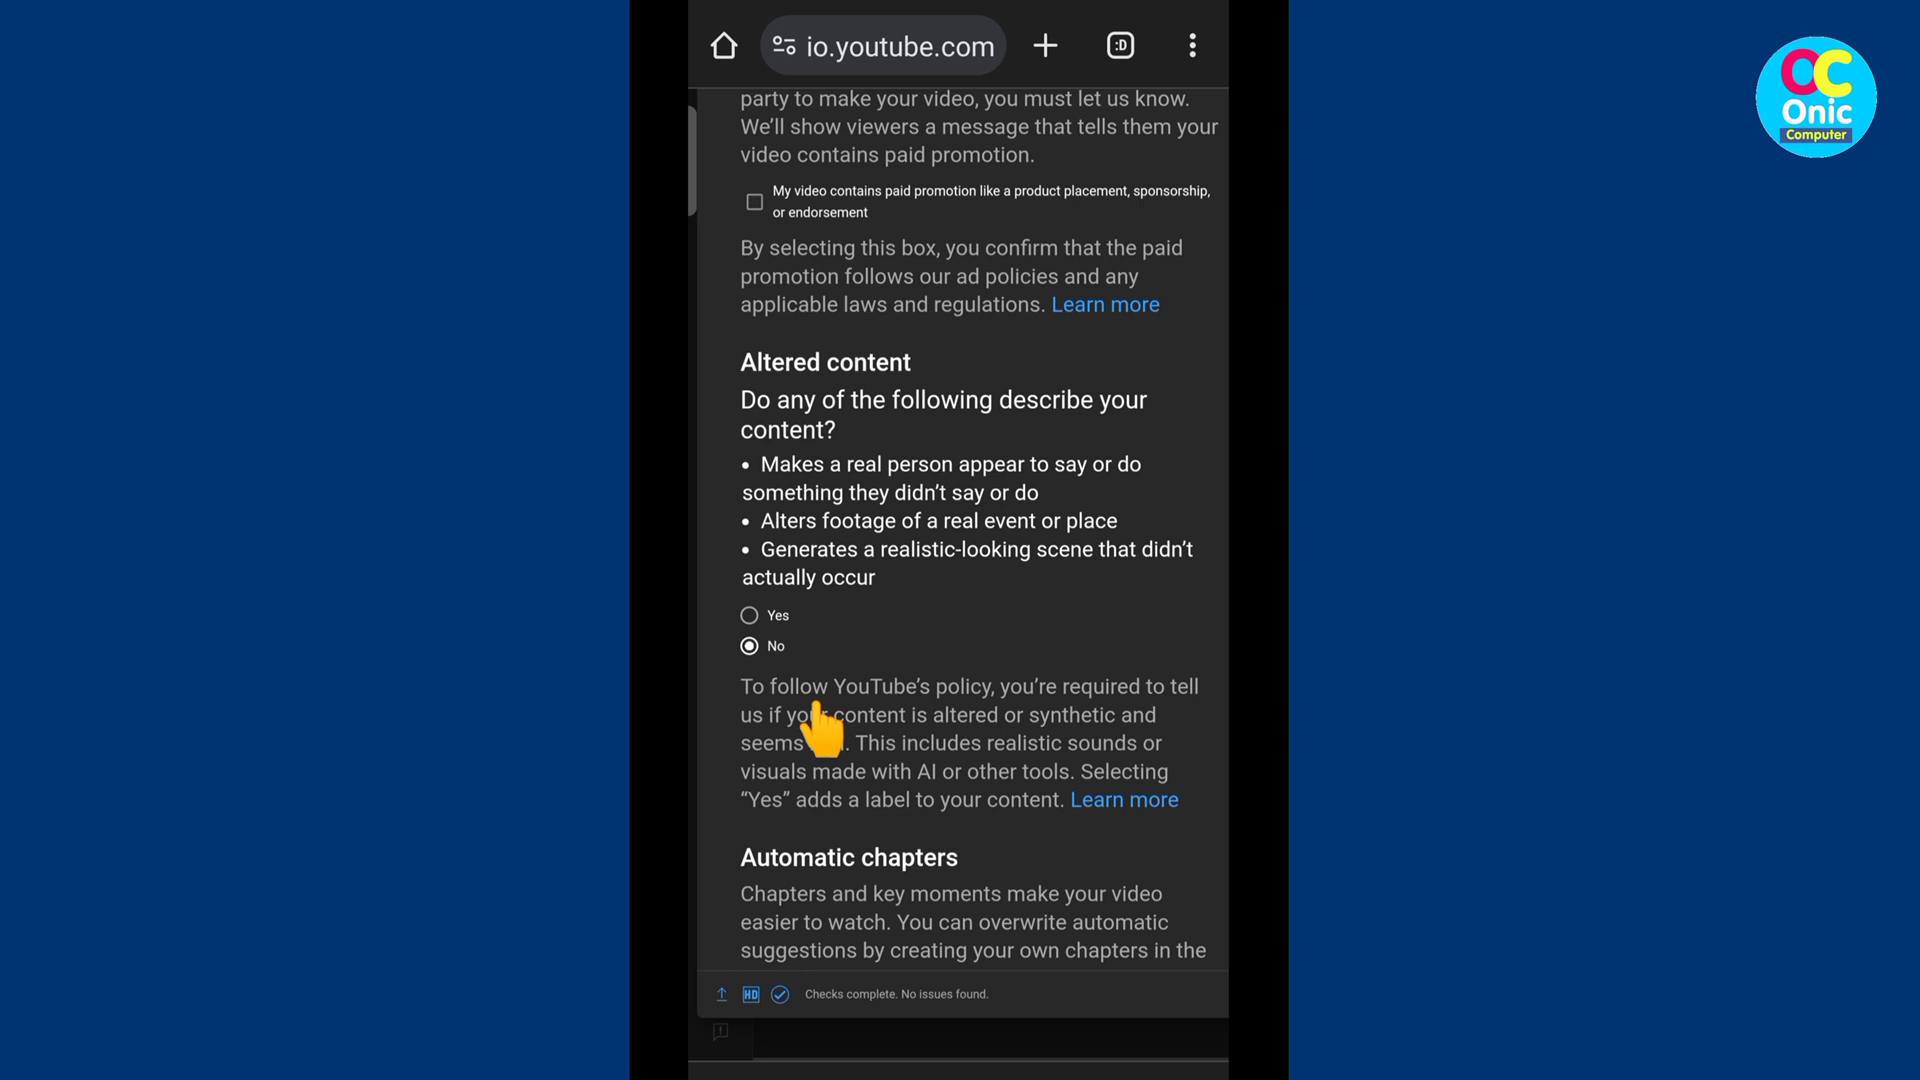 io.youtube.com
:D
OC
Onic
Computer
party to make your video, you must let us know.
We’ll show viewers a message that tells them your
video contains paid promotion.
My video contains paid promotion like a product placement, sponsorship,
or endorsement
By selecting this box, you confirm that the paid
promotion follows our ad policies and any
applicable laws and regulations. Learn more
Altered content
Do any of the following describe your
content?
• Makes a real person appear to say or do
something they didn’t say or do
• Alters footage of a real event or place
• Generates a realistic-looking scene that didn’t
actually occur
Yes
No
To follow YouTube’s policy, you’re required to tell
us if your content is altered or synthetic and
seems . This includes realistic sounds or
visuals made with AI or other tools. Selecting
“Yes” adds a label to your content. Learn more
Automatic chapters
Chapters and key moments make your video
easier to watch. You can overwrite automatic
suggestions by creating your own chapters in the
HD
Checks complete. No issues found.